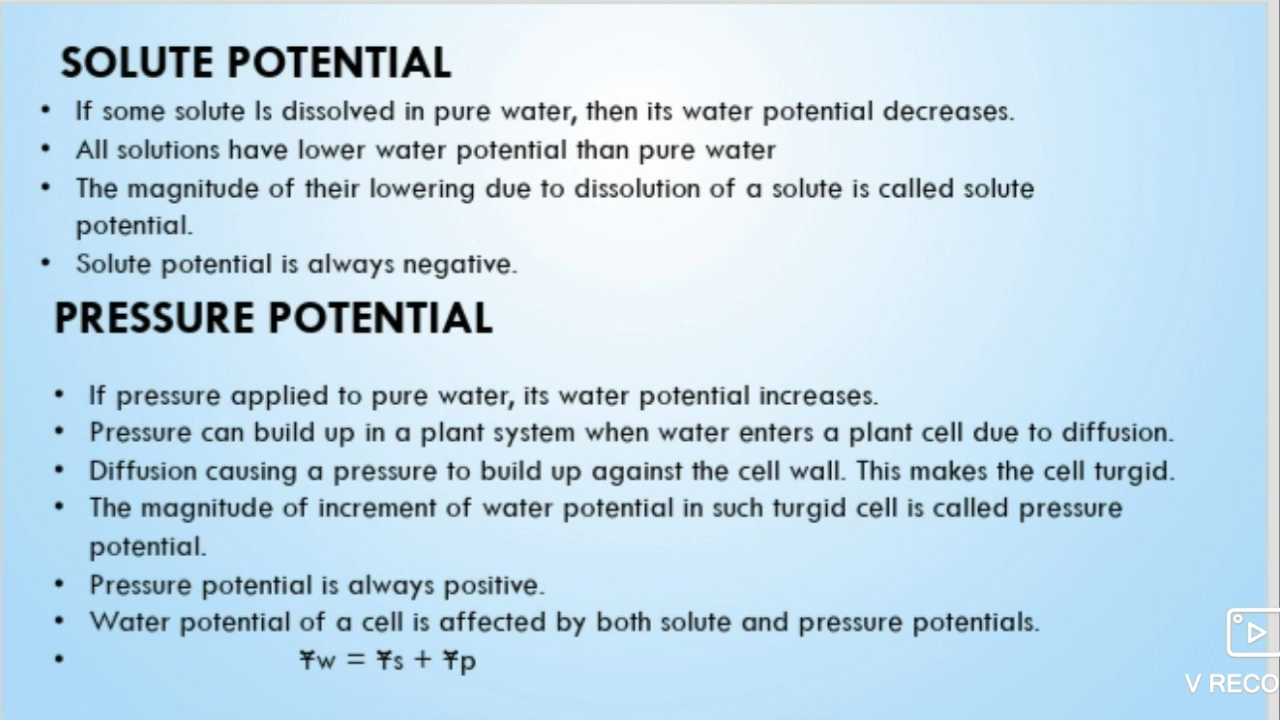 SOLUTE POTENTIAL
• If some solute Is dissolved in pure water, then its water potential decreases.
• All solutions have lower water potential than pure water
• The magnitude of their lowering due to dissolution of a solute is called solute
potential.
• Solute potential is always negative.
PRESSURE POTENTIAL
• If pressure applied to pure water, its water potential increases.
• Pressure can build up in a plant system when water enters a plant cell due to diffusion.
• Diffusion causing a pressure to build up against the cell wall. This makes the cell turgid.
• The magnitude of increment of water potential in such turgid cell is called pressure
potential.
• Pressure potential is always positive.
• Water potential of a cell is affected by both solute and pressure potentials.
• ¥w = ¥s + ¥p
V RECO